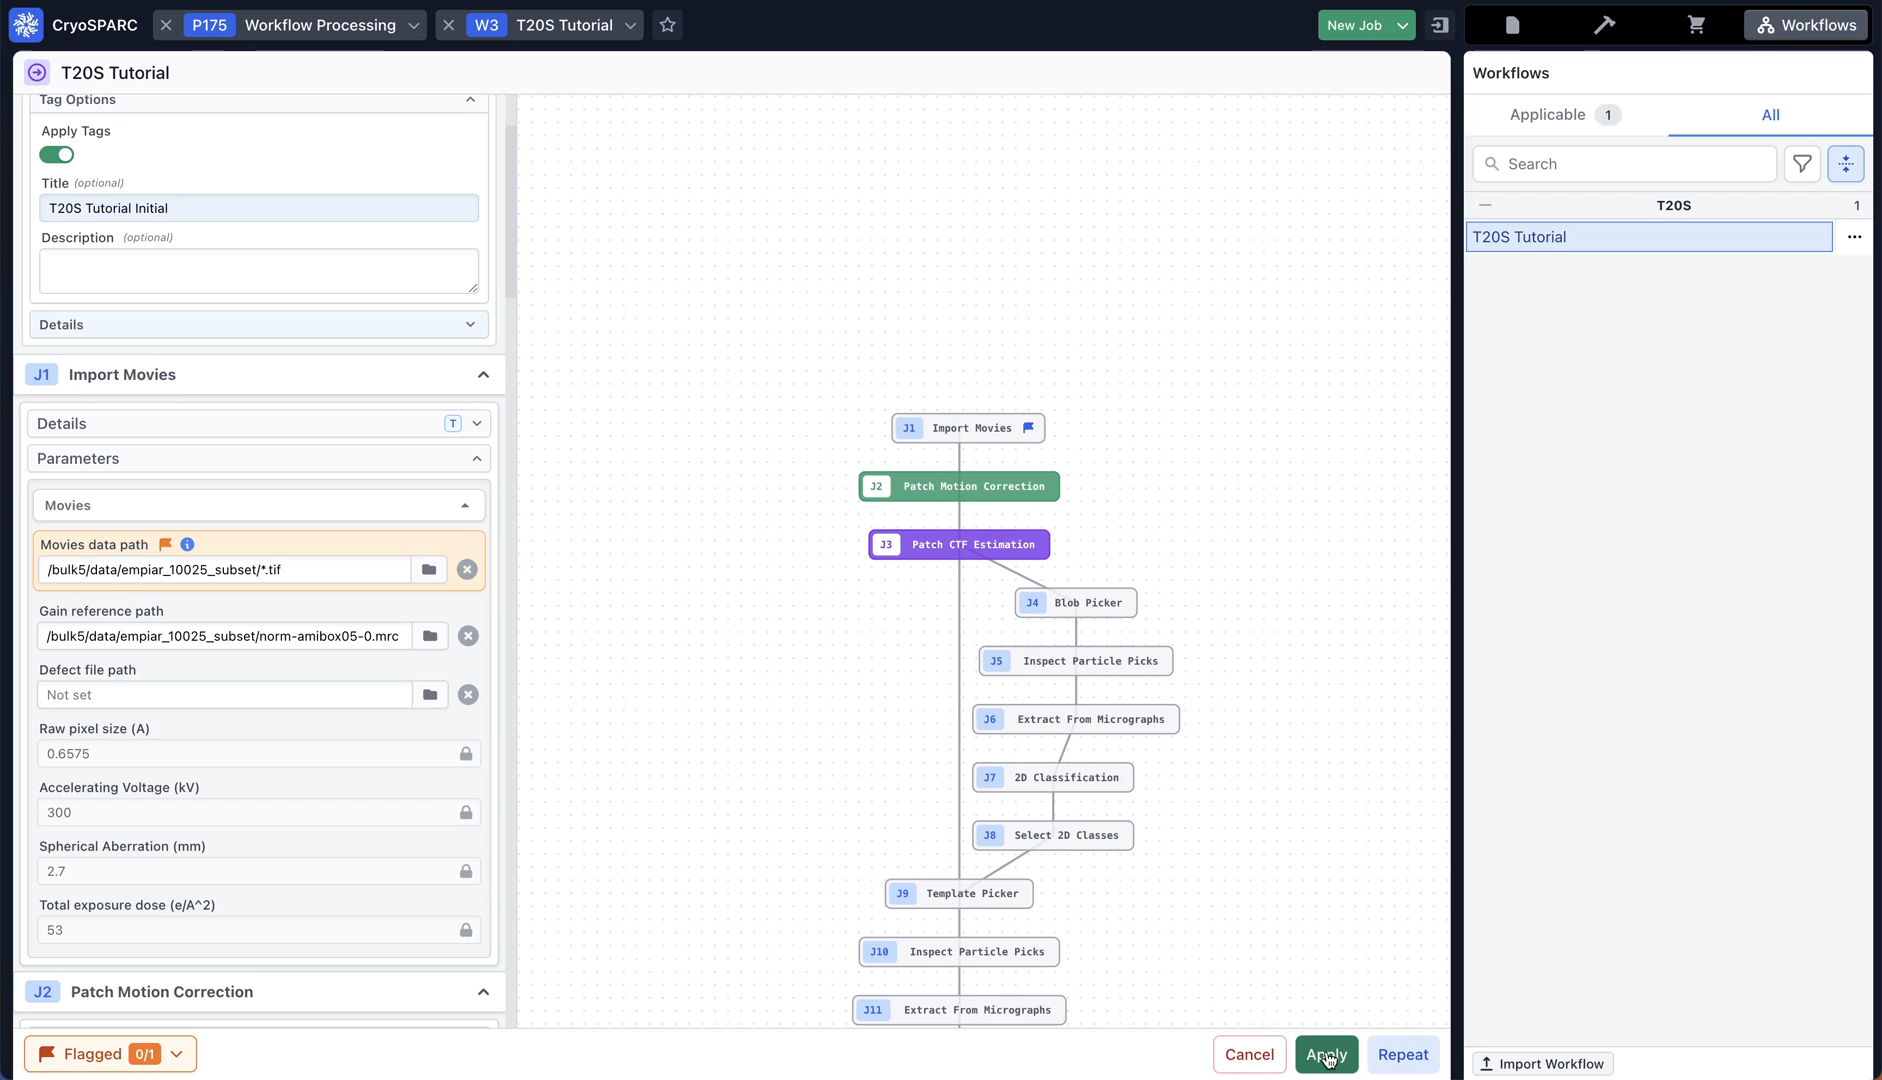 CryoSPARC
P175 Workflow Processing
W3 T20S Tutorial
New Job
Workflows
T20S Tutorial
Tag Options
Apply Tags
Title (optional)
T20S Tutorial Initial
Description (optional)
Details
J1 Import Movies
Details T
Parameters
Movies
Movies data path
/bulk5/data/empiar_10025_subset/*.tif
Gain reference path
/bulk5/data/empiar_10025_subset/norm-amibox05-0.mrc
Defect file path
Not set
Raw pixel size (A)
0.6575
Accelerating Voltage (kV)
300
Spherical Aberration (mm)
2.7
Total exposure dose (e/A^2)
53
J2 Patch Motion Correction
Flagged 0/1
J1 Import Movies
J2 Patch Motion Correction
J3 Patch CTF Estimation
J4 Blob Picker
J5 Inspect Particle Picks
J6 Extract From Micrographs
J7 2D Classification
J8 Select 2D Classes
J9 Template Picker
J10 Inspect Particle Picks
J11 Extract From Micrographs
Cancel
Apply
Repeat
Workflows
Applicable 1
All
Search
T20S 1
T20S Tutorial
Import Workflow